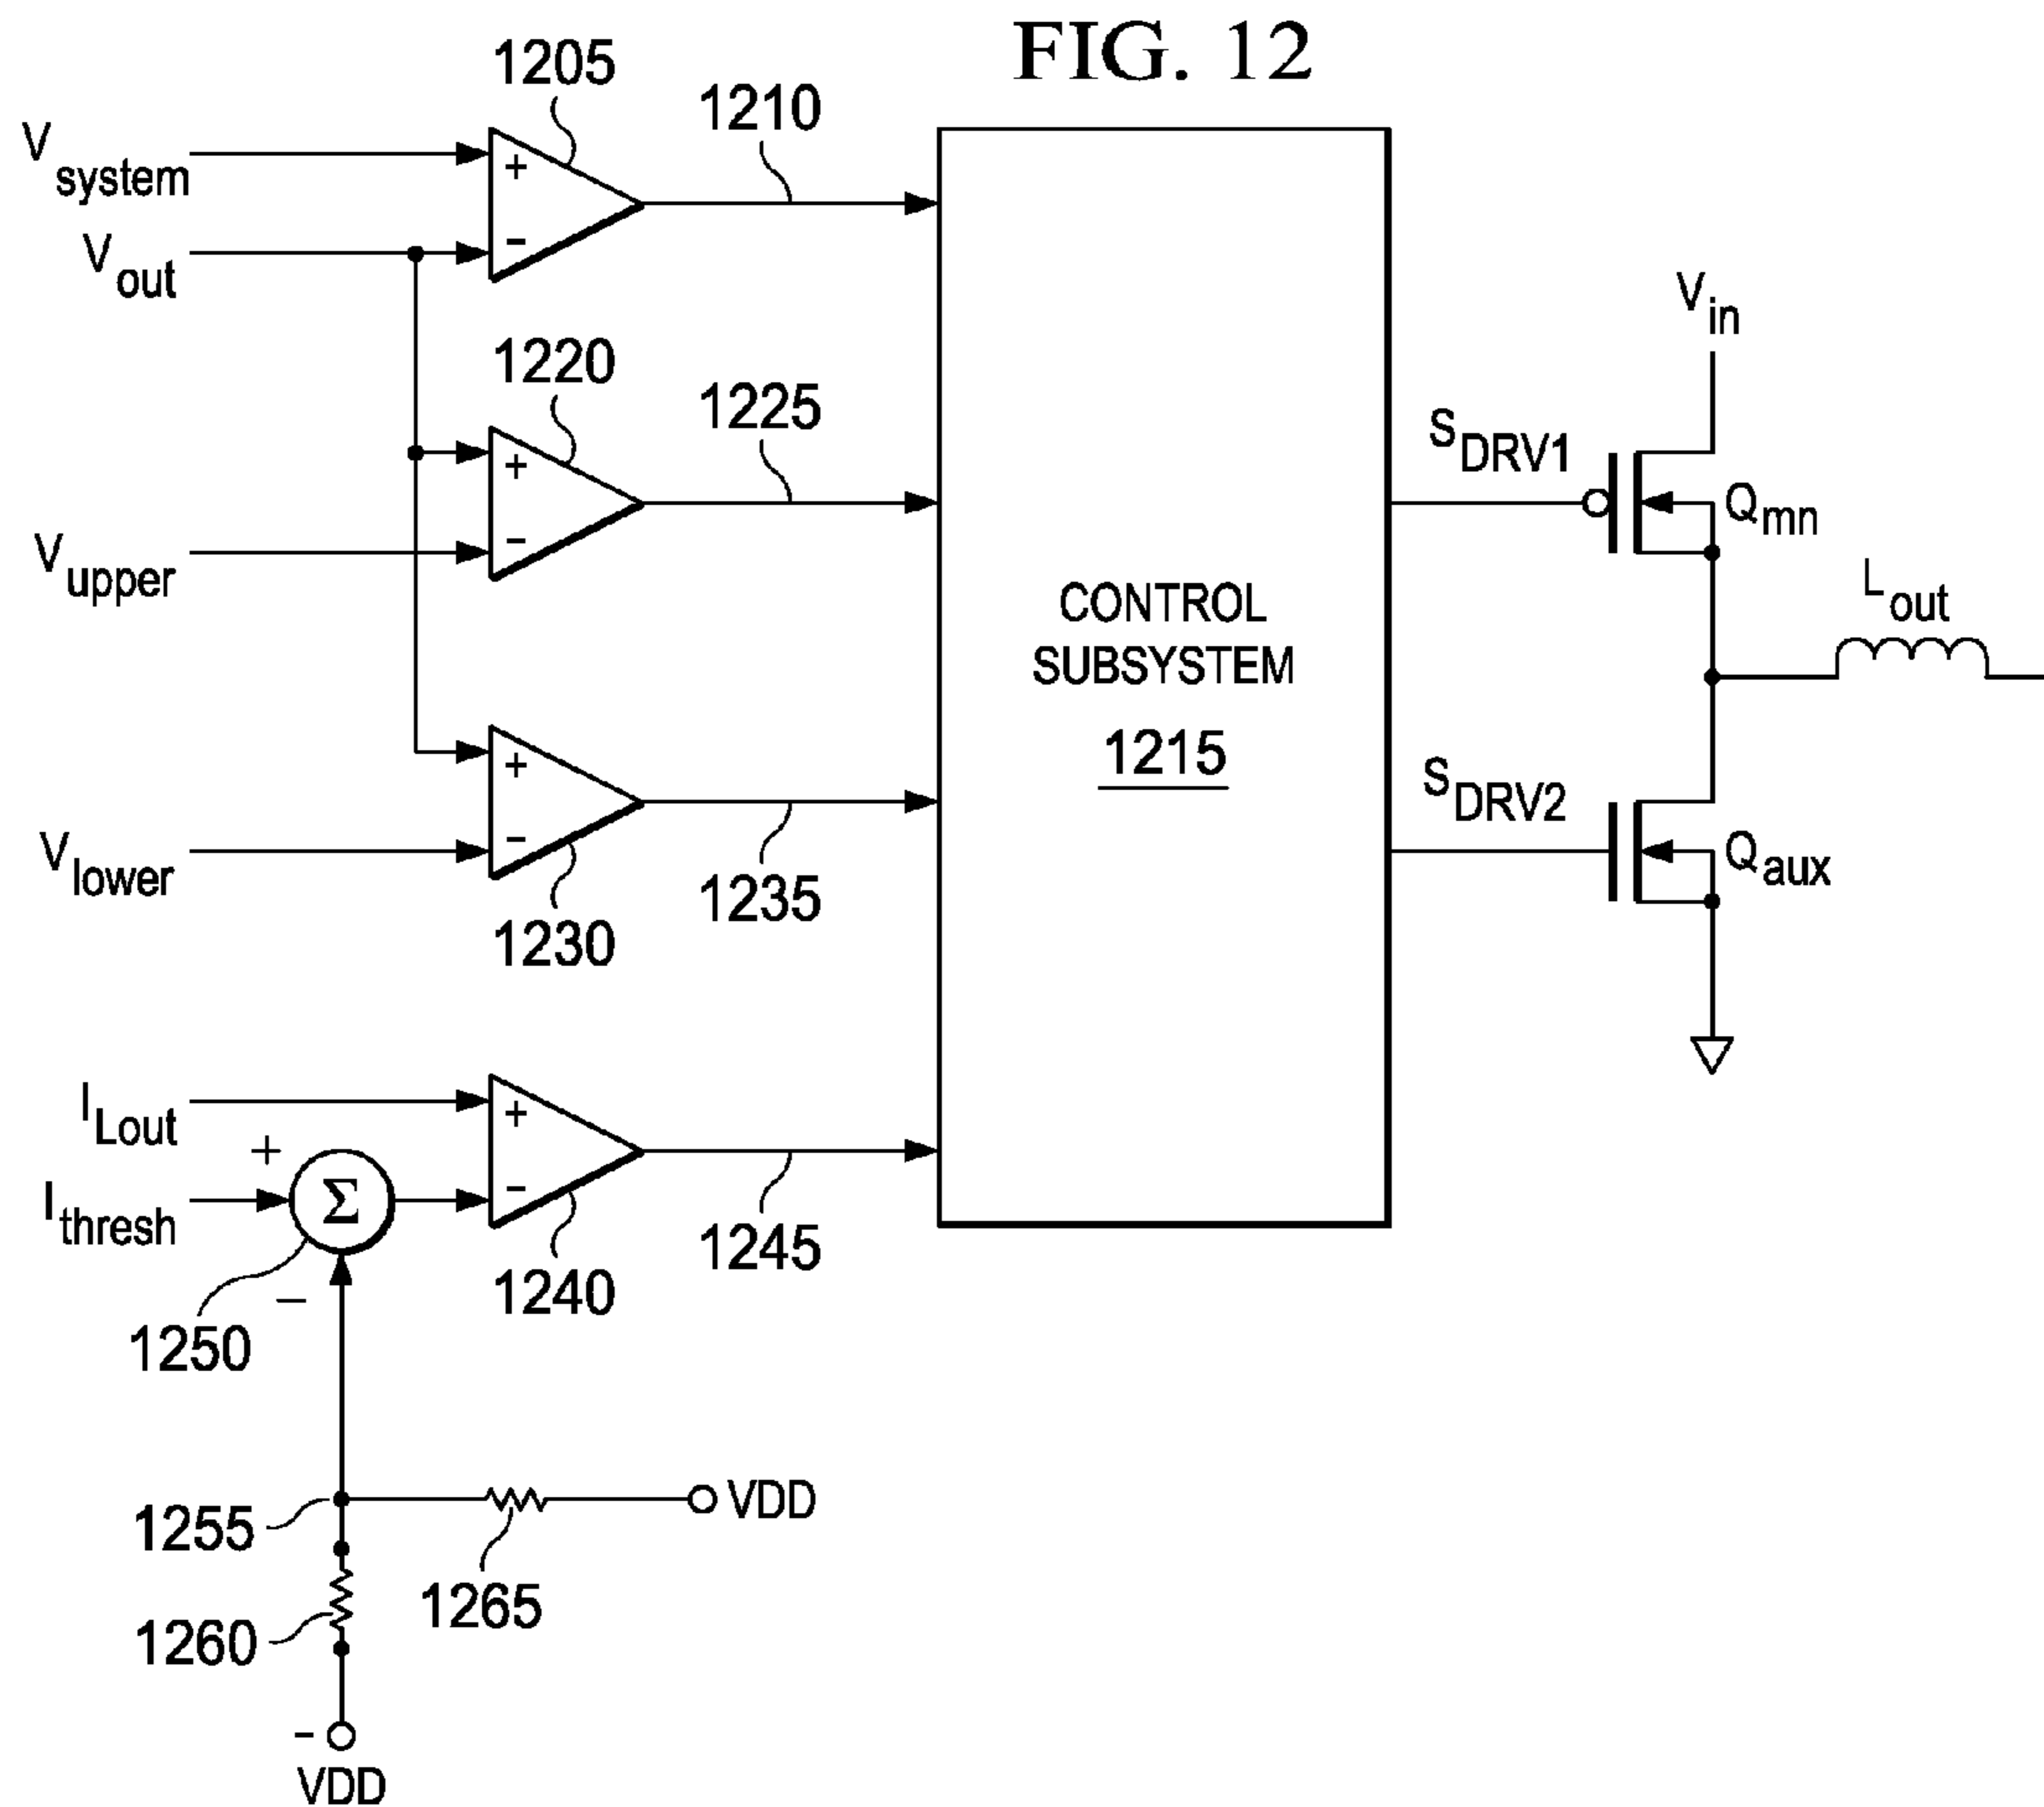 FIG. 12
1205
1210
V system
+
V out
-
1220
1225
+
V upper
-
V in
S DRV1
Q mn
CONTROL
SUBSYSTEM
1215
L out
+
V lower
-
1230
1235
S DRV2
Q aux
I Lout
+
+
I thresh
Σ
-
1240
1245
1250
–
1255
VDD
1265
1260
-
VDD